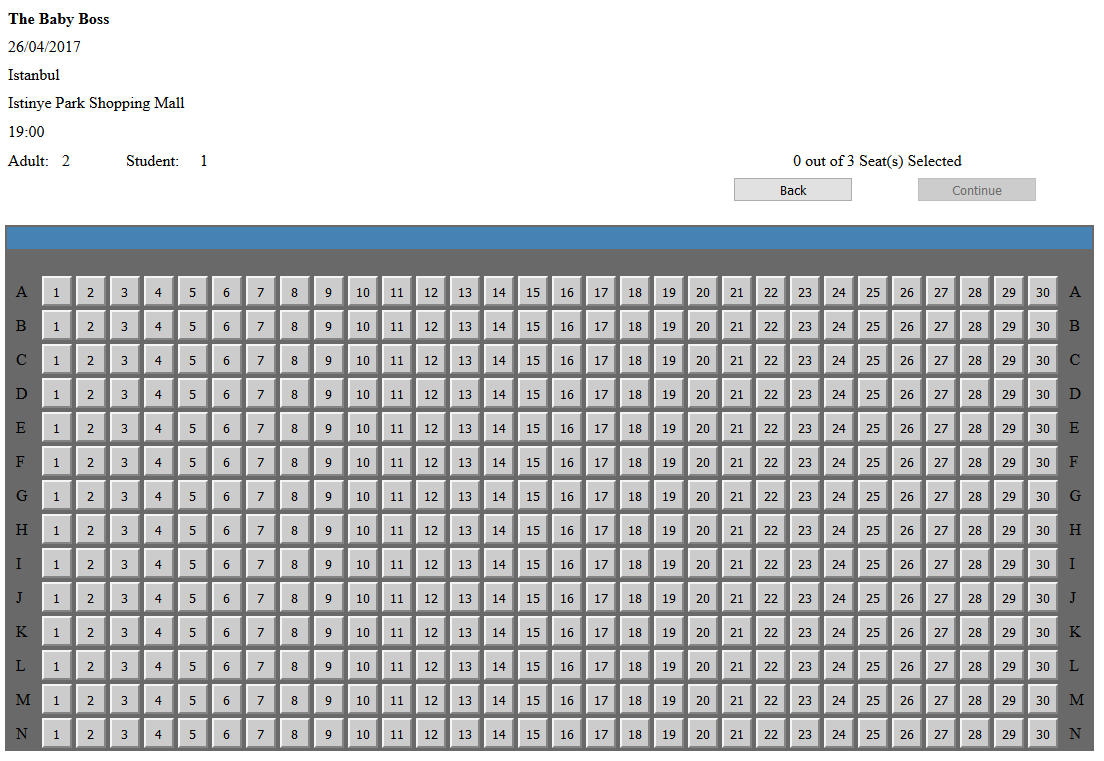 The Baby Boss
26/04/2017
Istanbul
Istinye Park Shopping Mall
19:00
Adult: 2 Student: 1 0 out of 3 Seat(s) Selected
Back Continue
A 1 2 3 4 5 6 7 8 9 10 11 12 13 14 15 16 17 18 19 20 21 22 23 24 25 26 27 28 29 30 A
B 1 2 3 4 5 6 7 8 9 10 11 12 13 14 15 16 17 18 19 20 21 22 23 24 25 26 27 28 29 30 B
C 1 2 3 4 5 6 7 8 9 10 11 12 13 14 15 16 17 18 19 20 21 22 23 24 25 26 27 28 29 30 C
D 1 2 3 4 5 6 7 8 9 10 11 12 13 14 15 16 17 18 19 20 21 22 23 24 25 26 27 28 29 30 D
E 1 2 3 4 5 6 7 8 9 10 11 12 13 14 15 16 17 18 19 20 21 22 23 24 25 26 27 28 29 30 E
F 1 2 3 4 5 6 7 8 9 10 11 12 13 14 15 16 17 18 19 20 21 22 23 24 25 26 27 28 29 30 F
G 1 2 3 4 5 6 7 8 9 10 11 12 13 14 15 16 17 18 19 20 21 22 23 24 25 26 27 28 29 30 G
H 1 2 3 4 5 6 7 8 9 10 11 12 13 14 15 16 17 18 19 20 21 22 23 24 25 26 27 28 29 30 H
I 1 2 3 4 5 6 7 8 9 10 11 12 13 14 15 16 17 18 19 20 21 22 23 24 25 26 27 28 29 30 I
J 1 2 3 4 5 6 7 8 9 10 11 12 13 14 15 16 17 18 19 20 21 22 23 24 25 26 27 28 29 30 J
K 1 2 3 4 5 6 7 8 9 10 11 12 13 14 15 16 17 18 19 20 21 22 23 24 25 26 27 28 29 30 K
L 1 2 3 4 5 6 7 8 9 10 11 12 13 14 15 16 17 18 19 20 21 22 23 24 25 26 27 28 29 30 L
M 1 2 3 4 5 6 7 8 9 10 11 12 13 14 15 16 17 18 19 20 21 22 23 24 25 26 27 28 29 30 M
N 1 2 3 4 5 6 7 8 9 10 11 12 13 14 15 16 17 18 19 20 21 22 23 24 25 26 27 28 29 30 N